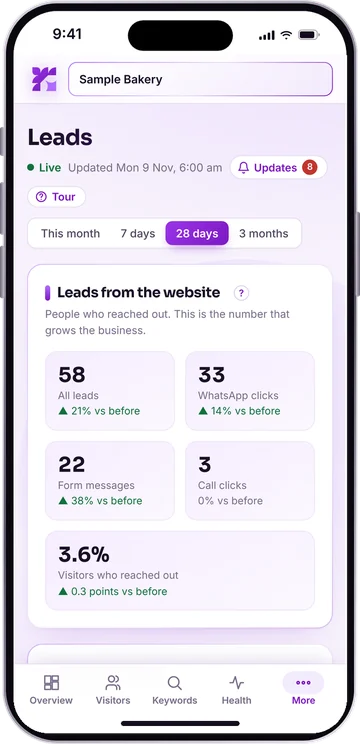 9:41
Sample Bakery
Leads
Live Updated Mon 9 Nov, 6:00 am Updates 8
Tour
This month 7 days 28 days 3 months
Leads from the website ?
People who reached out. This is the number that
grows the business.
58
All leads
▲ 21% vs before
33
WhatsApp clicks
▲ 14% vs before
22
Form messages
▲ 38% vs before
3
Call clicks
0% vs before
3.6%
Visitors who reached out
▲ 0.3 points vs before
Overview Visitors Keywords Health More